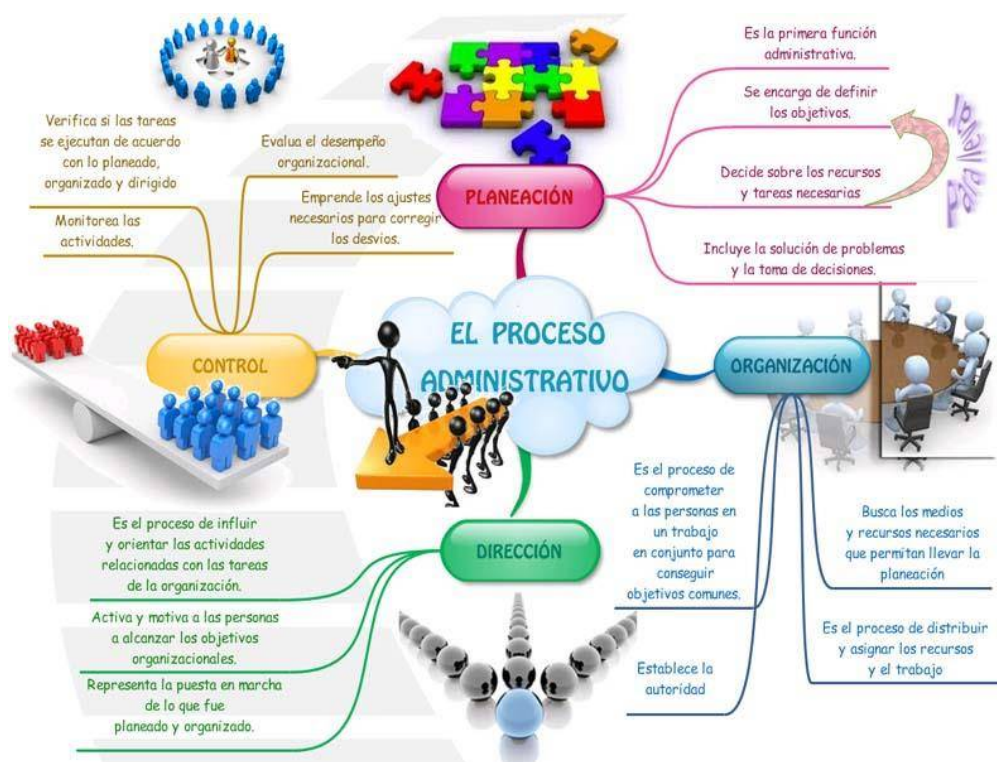 EL PROCESO
ADMINISTRATIVO
PLANEACIÓN
Es la primera función
administrativa.
Se encarga de definir
los objetivos.
Decide sobre los recursos
y tareas necesarias
Para llevar
Incluye la solución de problemas
y la toma de decisiones.
ORGANIZACIÓN
Es el proceso de
comprometer
a las personas en
un trabajo
en conjunto para
conseguir
objetivos comunes.
Busca los medios
y recursos necesarios
que permitan llevar la
planeación
Establece la
autoridad
Es el proceso de distribuir
y asignar los recursos
y el trabajo
DIRECCIÓN
Es el proceso de influir
y orientar las actividades
relacionadas con las tareas
de la organización.
Activa y motiva a las personas
a alcanzar los objetivos
organizacionales.
Representa la puesta en marcha
de lo que fue
planeado y organizado.
CONTROL
Verifica si las tareas
se ejecutan de acuerdo
con lo planeado,
organizado y dirigido
Evalua el desempeño
organizacional.
Monitorea las
actividades.
Emprende los ajustes
necesarios para corregir
los desvios.